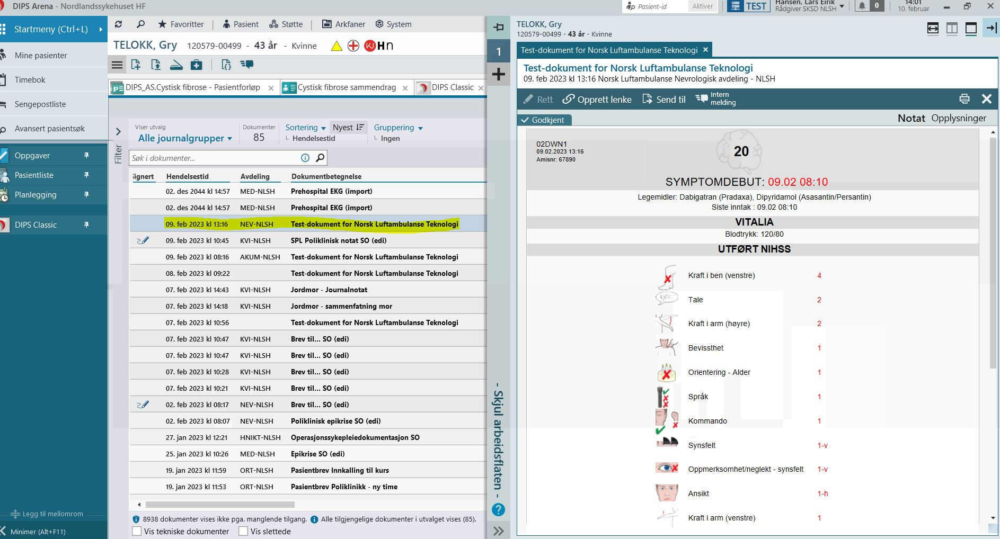 DIPS Arena - Nordlandssykehuset HF
Pasient-id
Aktiver
TEST
Hansen, Lars Eirik
Rådgiver SKSD NLSH
0
14:01
10. februar
Startmeny (Ctrl+L)
Mine pasienter
Timebok
Sengepostliste
Avansert pasientsøk
Oppgaver
Pasientliste
Planlegging
DIPS Classic
Legg til mellomrom
Minimer (Alt+F11)
Favoritter
Pasient
Støtte
Arkfaner
System
TELOKK, Gry 120579-00499 - 43 år - Kvinne
KJ H n
DIPS_AS.Cystisk fibrose - Pasientforløp
Cystisk fibrose sammendrag
DIPS Classic
Filter
Viser utvalg
Alle journalgrupper
Dokumenter
85
Sortering
Nyest
Hendelsestid
Gruppering
Ingen
Søk i dokumenter...
Hendelsestid Avdeling Dokumentbetegnelse
02. des 2044 kl 14:57 MED-NLSH Prehospital EKG (import)
02. des 2044 kl 14:57 MED-NLSH Prehospital EKG (import)
09. feb 2023 kl 13:16 NEV-NLSH Test-dokument for Norsk Luftambulanse Teknologi
09. feb 2023 kl 10:45 KVI-NLSH SPL Poliklinisk notat SO (edi)
09. feb 2023 kl 08:16 AKUM-NLSH Test-dokument for Norsk Luftambulanse Teknologi
08. feb 2023 kl 09:22 Test-dokument for Norsk Luftambulanse Teknologi
07. feb 2023 kl 14:43 KVI-NLSH Jordmor - Journalnotat
07. feb 2023 kl 14:18 KVI-NLSH Jordmor - sammenfatning mor
07. feb 2023 kl 10:56 Test-dokument for Norsk Luftambulanse Teknologi
07. feb 2023 kl 10:47 KVI-NLSH Brev til... SO (edi)
07. feb 2023 kl 10:47 KVI-NLSH Brev til... SO (edi)
07. feb 2023 kl 10:28 KVI-NLSH Brev til... SO (edi)
07. feb 2023 kl 10:21 KVI-NLSH Brev til... SO (edi)
02. feb 2023 kl 08:17 NEV-NLSH Brev til... SO (edi)
02. feb 2023 kl 08:07 NEV-NLSH Poliklinisk epikrise SO (edi)
27. jan 2023 kl 12:21 HNIKT-NLSH Operasjonssykepleiedokumentasjon SO
25. jan 2023 kl 10:26 MED-NLSH Epikrise SO (edi)
19. jan 2023 kl 11:59 ORT-NLSH Pasientbrev Innkalling til kurs
19. jan 2023 kl 11:53 ORT-NLSH Pasientbrev Poliklinikk - ny time
8938 dokumenter vises ikke pga. manglende tilgang. Alle tilgjengelige dokumenter i utvalget vises (85).
Vis tekniske dokumenter Vis slettede
1
- Skjul arbeidsflaten -
TELOKK, Gry
120579-00499 - 43 år - Kvinne
Test-dokument for Norsk Luftambulanse Teknologi
Test-dokument for Norsk Luftambulanse Teknologi
09. feb 2023 kl 13:16 Norsk Luftambulanse Nevrologisk avdeling - NLSH
Rett
Opprett lenke
Send til
Intern
melding
Godkjent
Notat Opplysninger
02DWN1
09.02.2023 13:16
Amisnr: 67890
20
SYMPTOMDEBUT: 09.02 08:10
Legemidler: Dabigatran (Pradaxa), Dipyridamol (Asasantin/Persantin)
Siste inntak : 09.02 08:10
VITALIA
Blodtrykk: 120/80
UTFØRT NIHSS
Kraft i ben (venstre) 4
Tale 2
Kraft i arm (høyre) 2
Bevissthet 1
Orientering - Alder 1
Språk 1
Kommando 1
Synsfelt 1-v
Oppmerksomhet/neglekt - synsfelt 1-v
Ansikt 1-h
Kraft i arm (venstre) 1